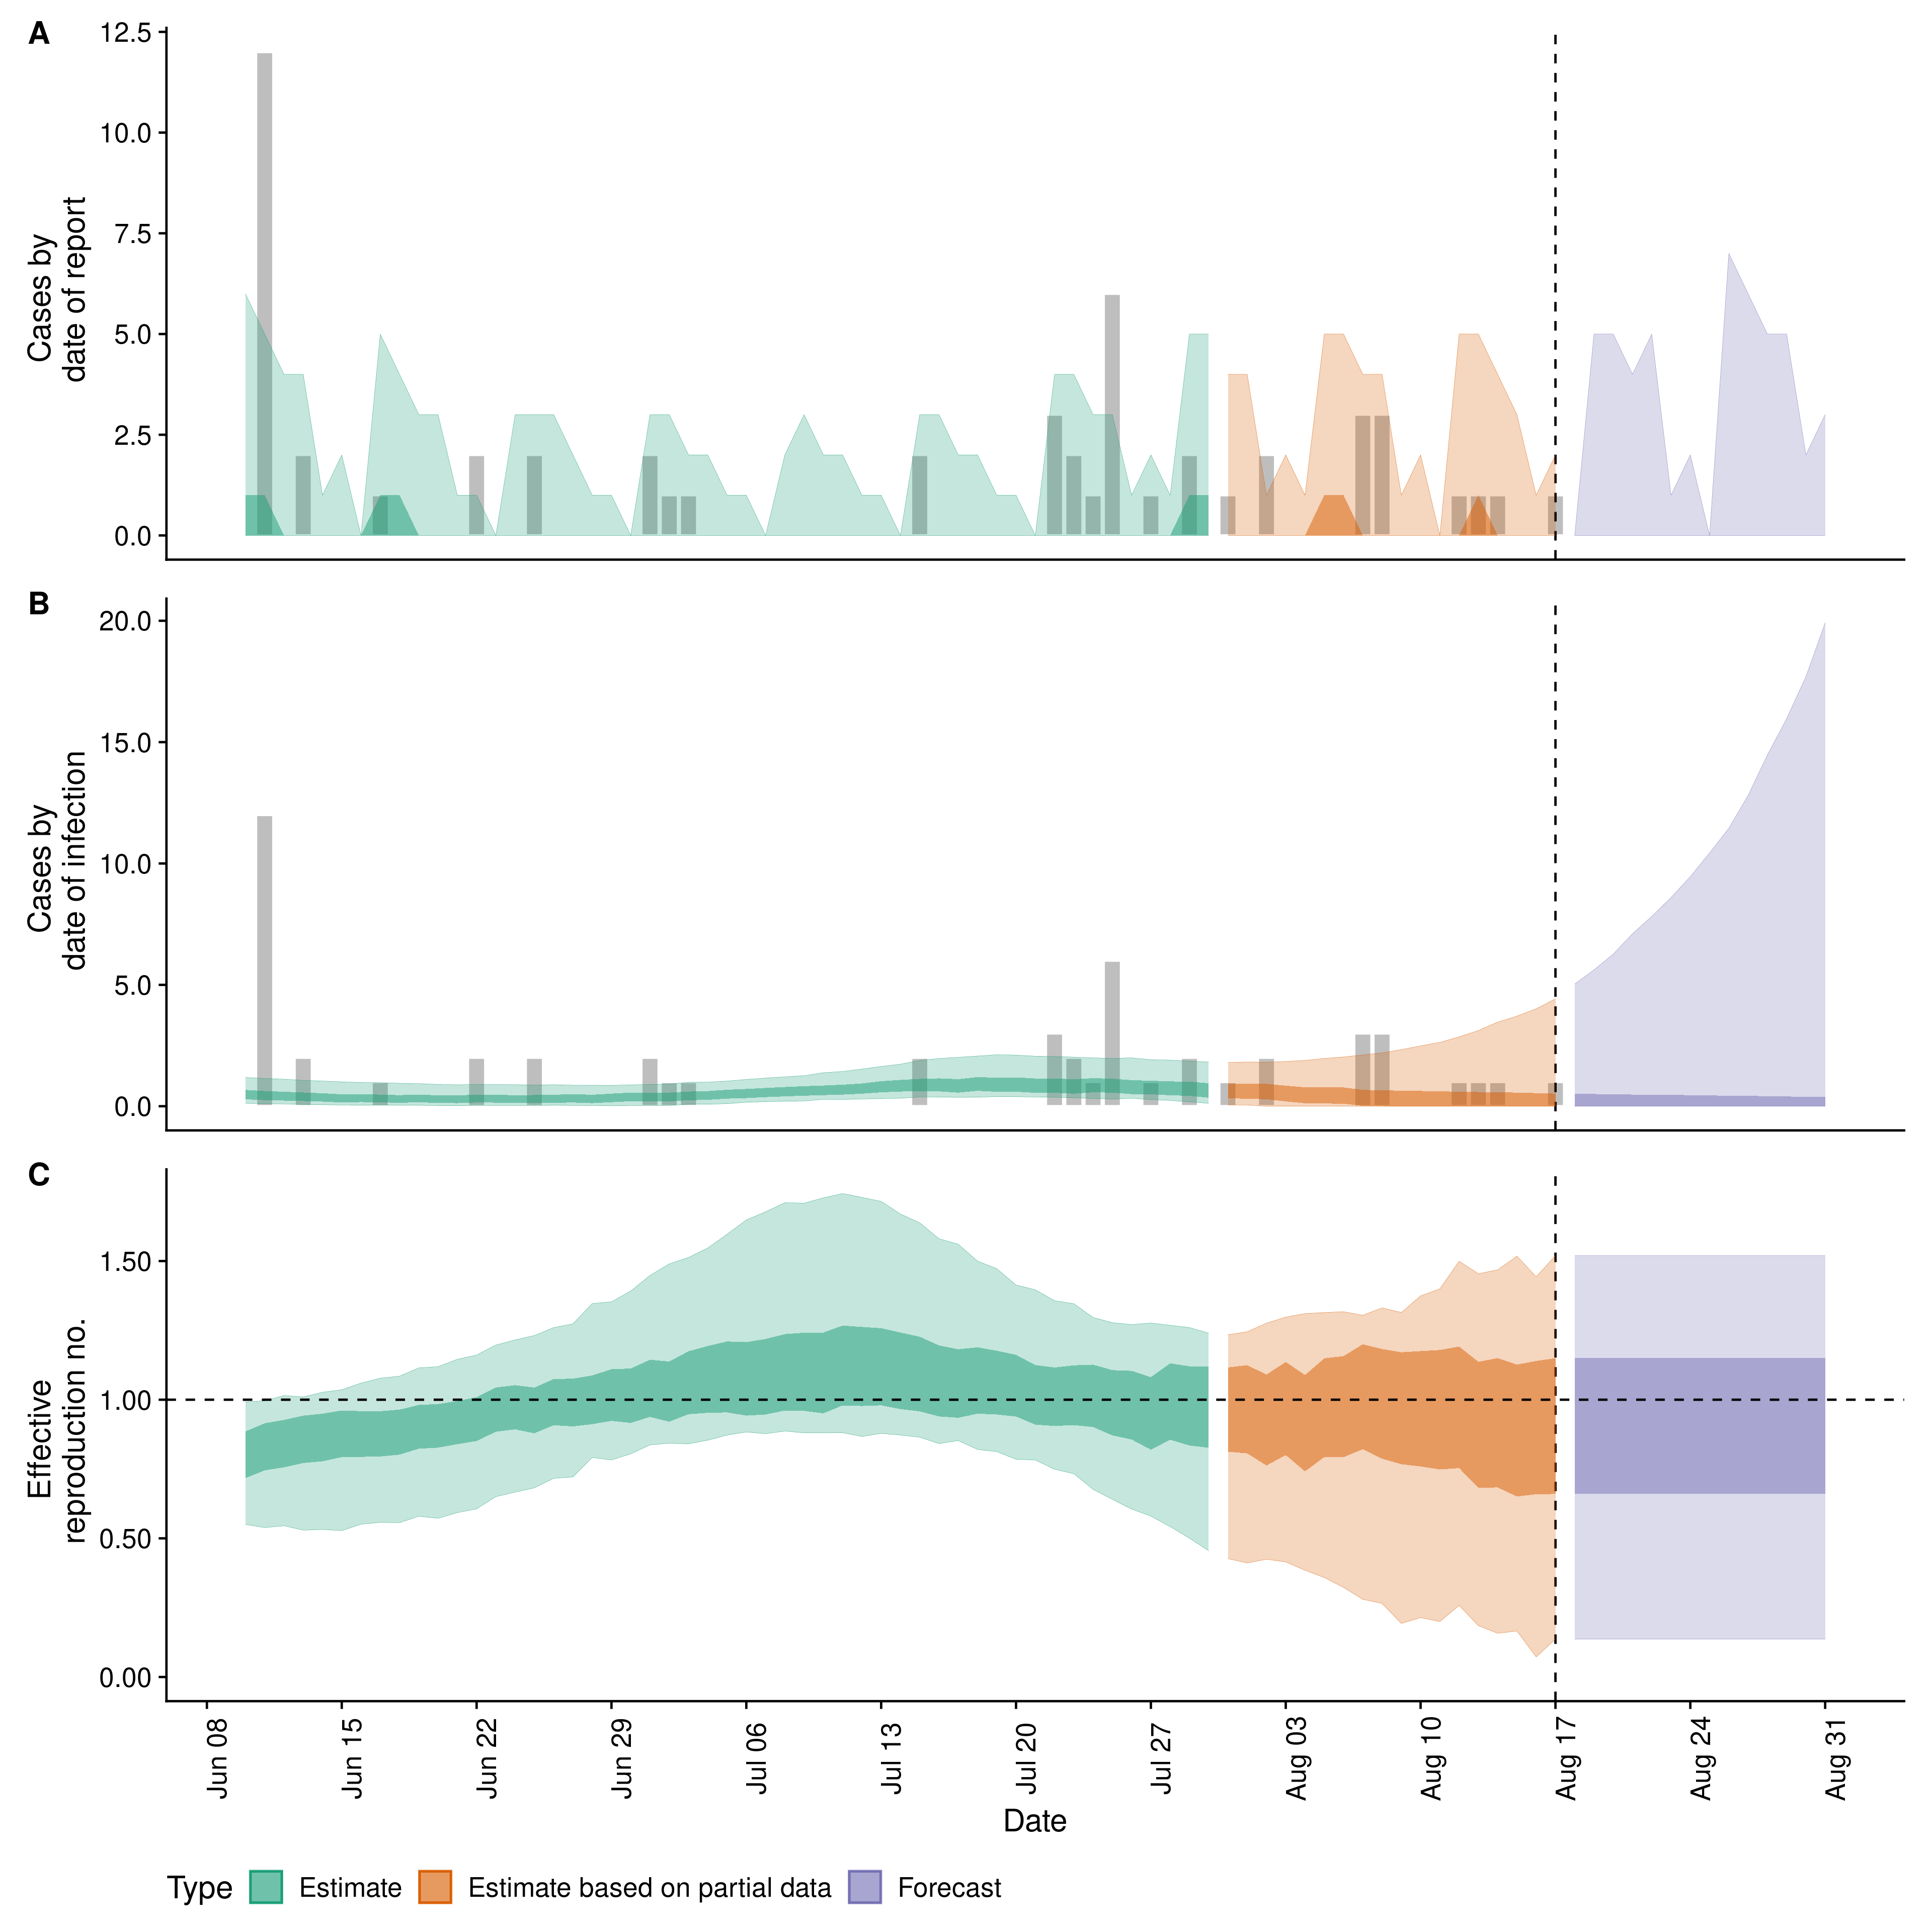 A
Cases by
date of report
12.5
10.0
7.5
5.0
2.5
0.0
B
Cases by
date of infection
20.0
15.0
10.0
5.0
0.0
C
Effective
reproduction no.
1.50
1.00
0.50
0.00
Jun 08
Jun 15
Jun 22
Jun 29
Jul 06
Jul 13
Jul 20
Jul 27
Aug 03
Aug 10
Aug 17
Aug 24
Aug 31
Date
Type Estimate Estimate based on partial data Forecast